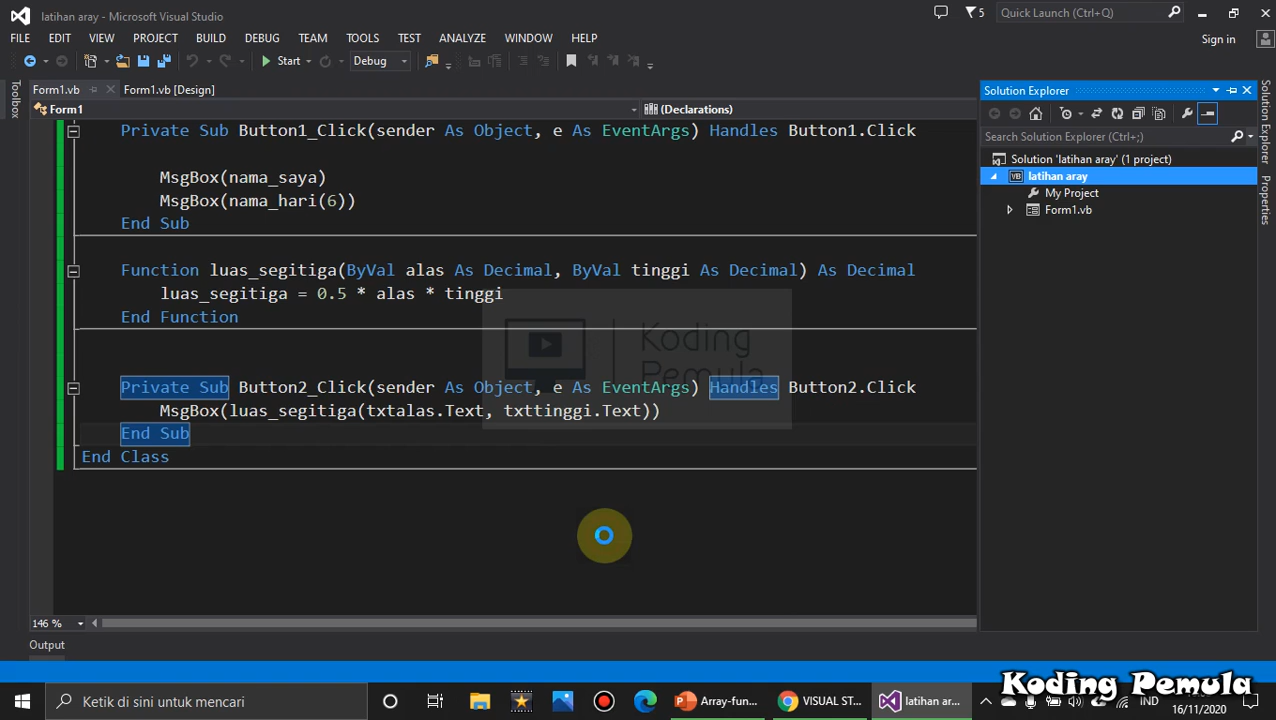 latihan aray - Microsoft Visual Studio
5
Quick Launch (Ctrl+Q)
FILE EDIT VIEW PROJECT BUILD DEBUG TEAM TOOLS TEST ANALYZE WINDOW HELP
Sign in
Start
Debug
Toolbox
Form1.vb
Form1.vb [Design]
Form1
(Declarations)
Private Sub Button1_Click(sender As Object, e As EventArgs) Handles Button1.Click
MsgBox(nama_saya)
MsgBox(nama_hari(6))
End Sub
Function luas_segitiga(ByVal alas As Decimal, ByVal tinggi As Decimal) As Decimal
luas_segitiga = 0.5 * alas * tinggi
End Function
Private Sub Button2_Click(sender As Object, e As EventArgs) Handles Button2.Click
MsgBox(luas_segitiga(txtalas.Text, txttinggi.Text))
End Sub
End Class
Koding
Pemula
146 %
Output
Solution Explorer
Search Solution Explorer (Ctrl+;)
Solution 'latihan aray' (1 project)
VB latihan aray
My Project
Form1.vb
Solution Explorer
Properties
Koding Pemula
Ketik di sini untuk mencari
Array-fun...
VISUAL ST...
latihan ar...
IND
16/11/2020